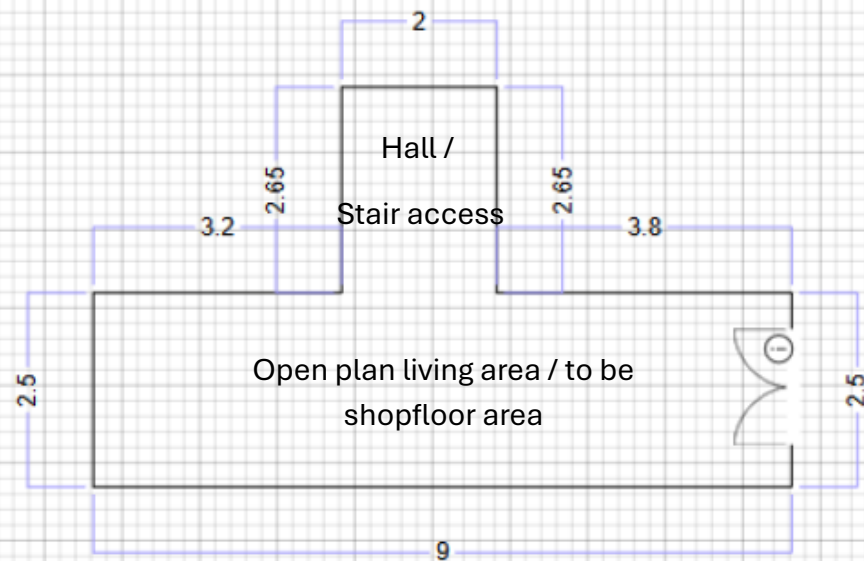 2
Hall /
2.65
2.65
Stair access
3.2
3.8
Open plan living area / to be
2.5
2.5
shopfloor area
9